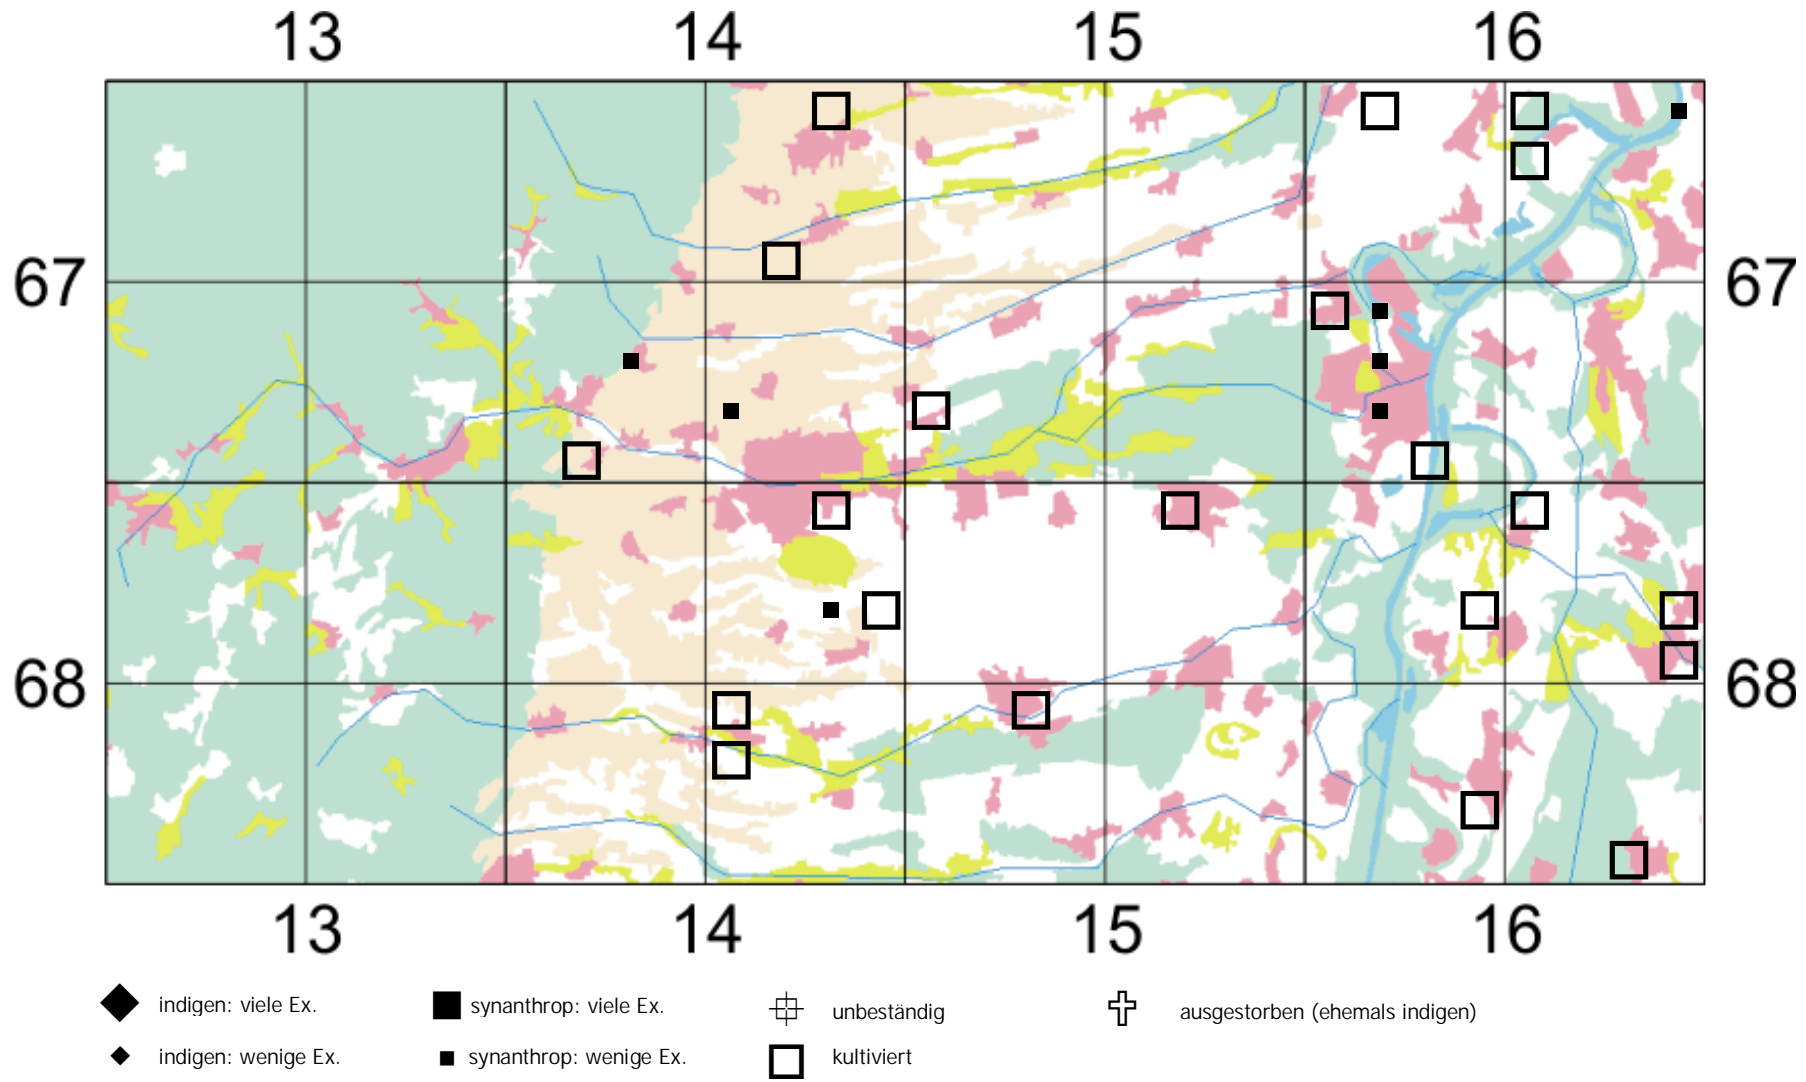 13 14 15 16
67 67
68 68
13 14 15 16
indigen: viele Ex. synanthrop: viele Ex. unbeständig ausgestorben (ehemals indigen)
indigen: wenige Ex. synanthrop: wenige Ex. kultiviert